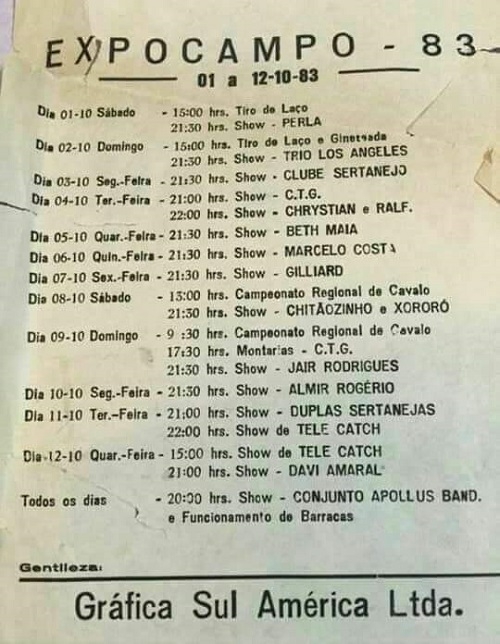 EXPOCAMPO - 83
01 a 12-10-83
Dia 01-10 Sábado - 15:00 hrs. Tiro de Laço
21:30 hrs. Show - PERLA
Dia 02-10 Domingo - 15:00 hrs. Tiro de Laço e Gineteada
21:30 hrs. Show - TRIO LOS ANGELES
Dia 03-10 Seg.-Feira - 21:30 hrs. Show - CLUBE SERTANEJO
Dia 04-10 Ter.-Feira - 21:00 hrs. Show - C.T.G.
22:00 hrs. Show - CHRYSTIAN e RALF.
Dia 05-10 Quar.-Feira - 21:30 hrs. Show - BETH MAIA
Dia 06-10 Quin.-Feira - 21:30 hrs. Show - MARCELO COSTA
Dia 07-10 Sex.-Feira - 21:30 hrs. Show - GILLIARD
Dia 08-10 Sábado - 13:00 hrs. Campeonato Regional de Cavalo
21:30 hrs. Show - CHITÃOZINHO e XORORÓ
Dia 09-10 Domingo - 9 :30 hrs. Campeonato Regional de Cavalo
17:30 hrs. Montarias - C.T.G.
21:30 hrs. Show - JAIR RODRIGUES
Dia 10-10 Seg.-Feira - 21:30 hrs. Show - ALMIR ROGÉRIO
Dia 11-10 Ter.-Feira - 21:00 hrs. Show - DUPLAS SERTANEJAS
22:00 hrs. Show de TELE CATCH
Dia 12-10 Quar.-Feira - 15:00 hrs. Show de TELE CATCH
21:00 hrs. Show - DAVI AMARAL
Todos os dias - 20:00 hrs. Show - CONJUNTO APOLLUS BAND.
e Funcionamento de Barracas
Gentileza:
Gráfica Sul América Ltda.